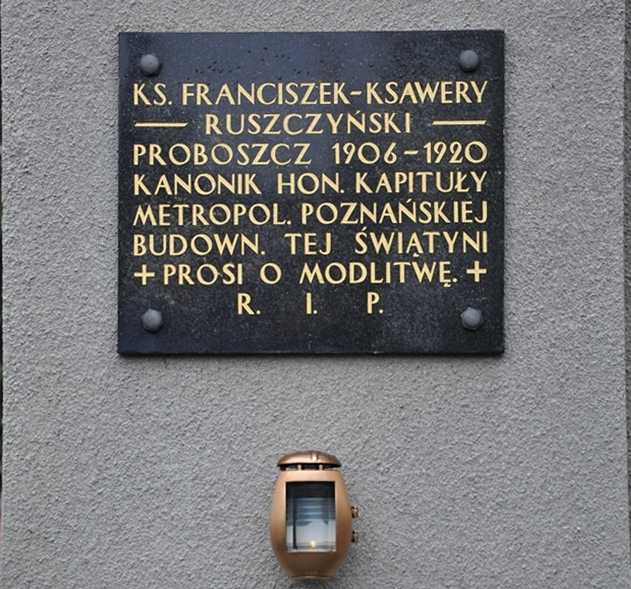 KS. FRANCISZEK-KSAWERY
— RUSZCZYŃSKI —
PROBOSZCZ 1906-1920
KANONIK HON. KAPITUŁY
METROPOL. POZNAŃSKIEJ
BUDOWN. TEJ ŚWIĄTYNI
+ PROSI O MODLITWĘ. +
R. I. P.